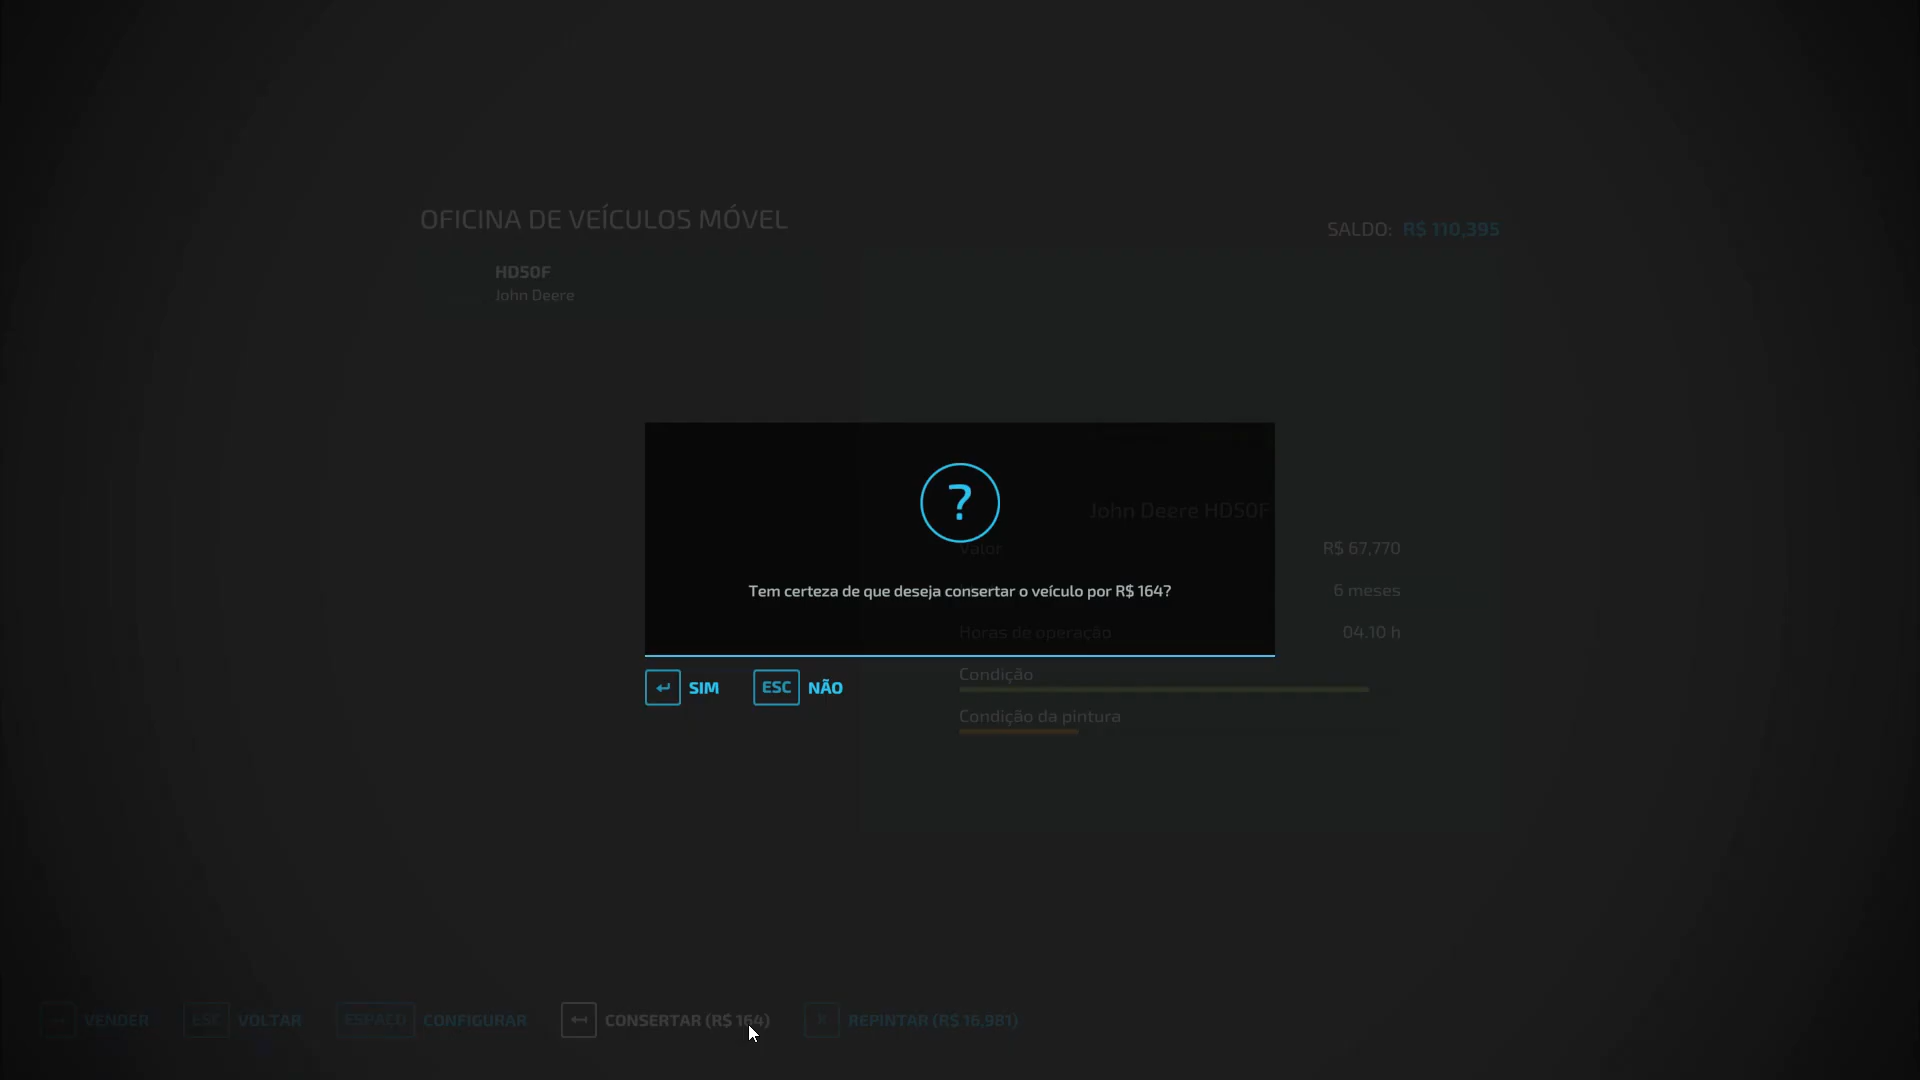 OFICINA DE VEÍCULOS MÓVEL
SALDO: R$ 110,395
HD50F
John Deere
?
John Deere HD50F
Valor R$ 67,770
6 meses
Tem certeza de que deseja consertar o veículo por R$ 164?
Horas de operação 04.10 h
Condição
Condição da pintura
↵ SIM ESC NÃO
VENDER ESC VOLTAR ESPAÇO CONFIGURAR ↤ CONSERTAR (R$ 164) X REPINTAR (R$ 16,981)